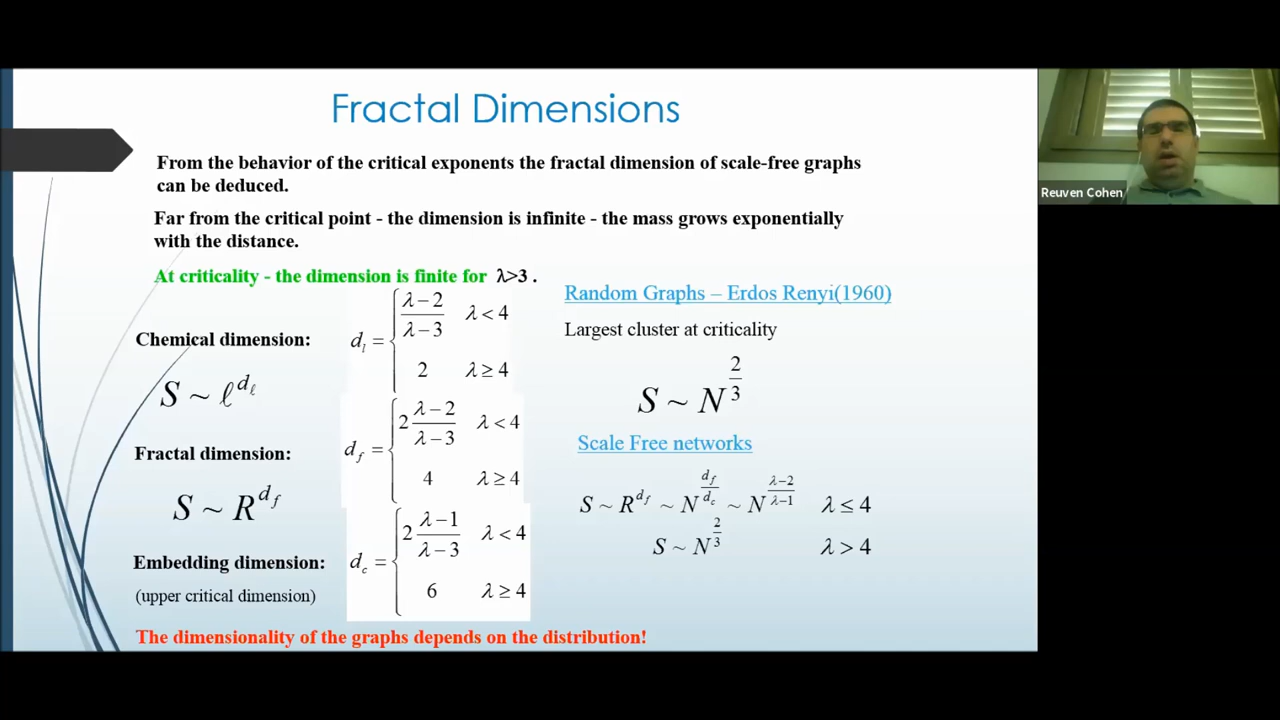 Fractal Dimensions
From the behavior of the critical exponents the fractal dimension of scale-free graphs
can be deduced.
Far from the critical point - the dimension is infinite - the mass grows exponentially
with the distance.
At criticality - the dimension is finite for λ>3 .
Chemical dimension:
S ~ ℓ^{d_ℓ}
d_l = { (λ−2)/(λ−3) λ < 4
2 λ ≥ 4
Fractal dimension:
S ~ R^{d_f}
d_f = { 2 (λ−2)/(λ−3) λ < 4
4 λ ≥ 4
Embedding dimension:
(upper critical dimension)
d_c = { 2 (λ−1)/(λ−3) λ < 4
6 λ ≥ 4
Random Graphs – Erdos Renyi(1960)
Largest cluster at criticality
S ~ N^{2/3}
Scale Free networks
S ~ R^{d_f} ~ N^{d_f/d_c} ~ N^{(λ−2)/(λ−1)} λ ≤ 4
S ~ N^{2/3} λ > 4
The dimensionality of the graphs depends on the distribution!
Reuven Cohen